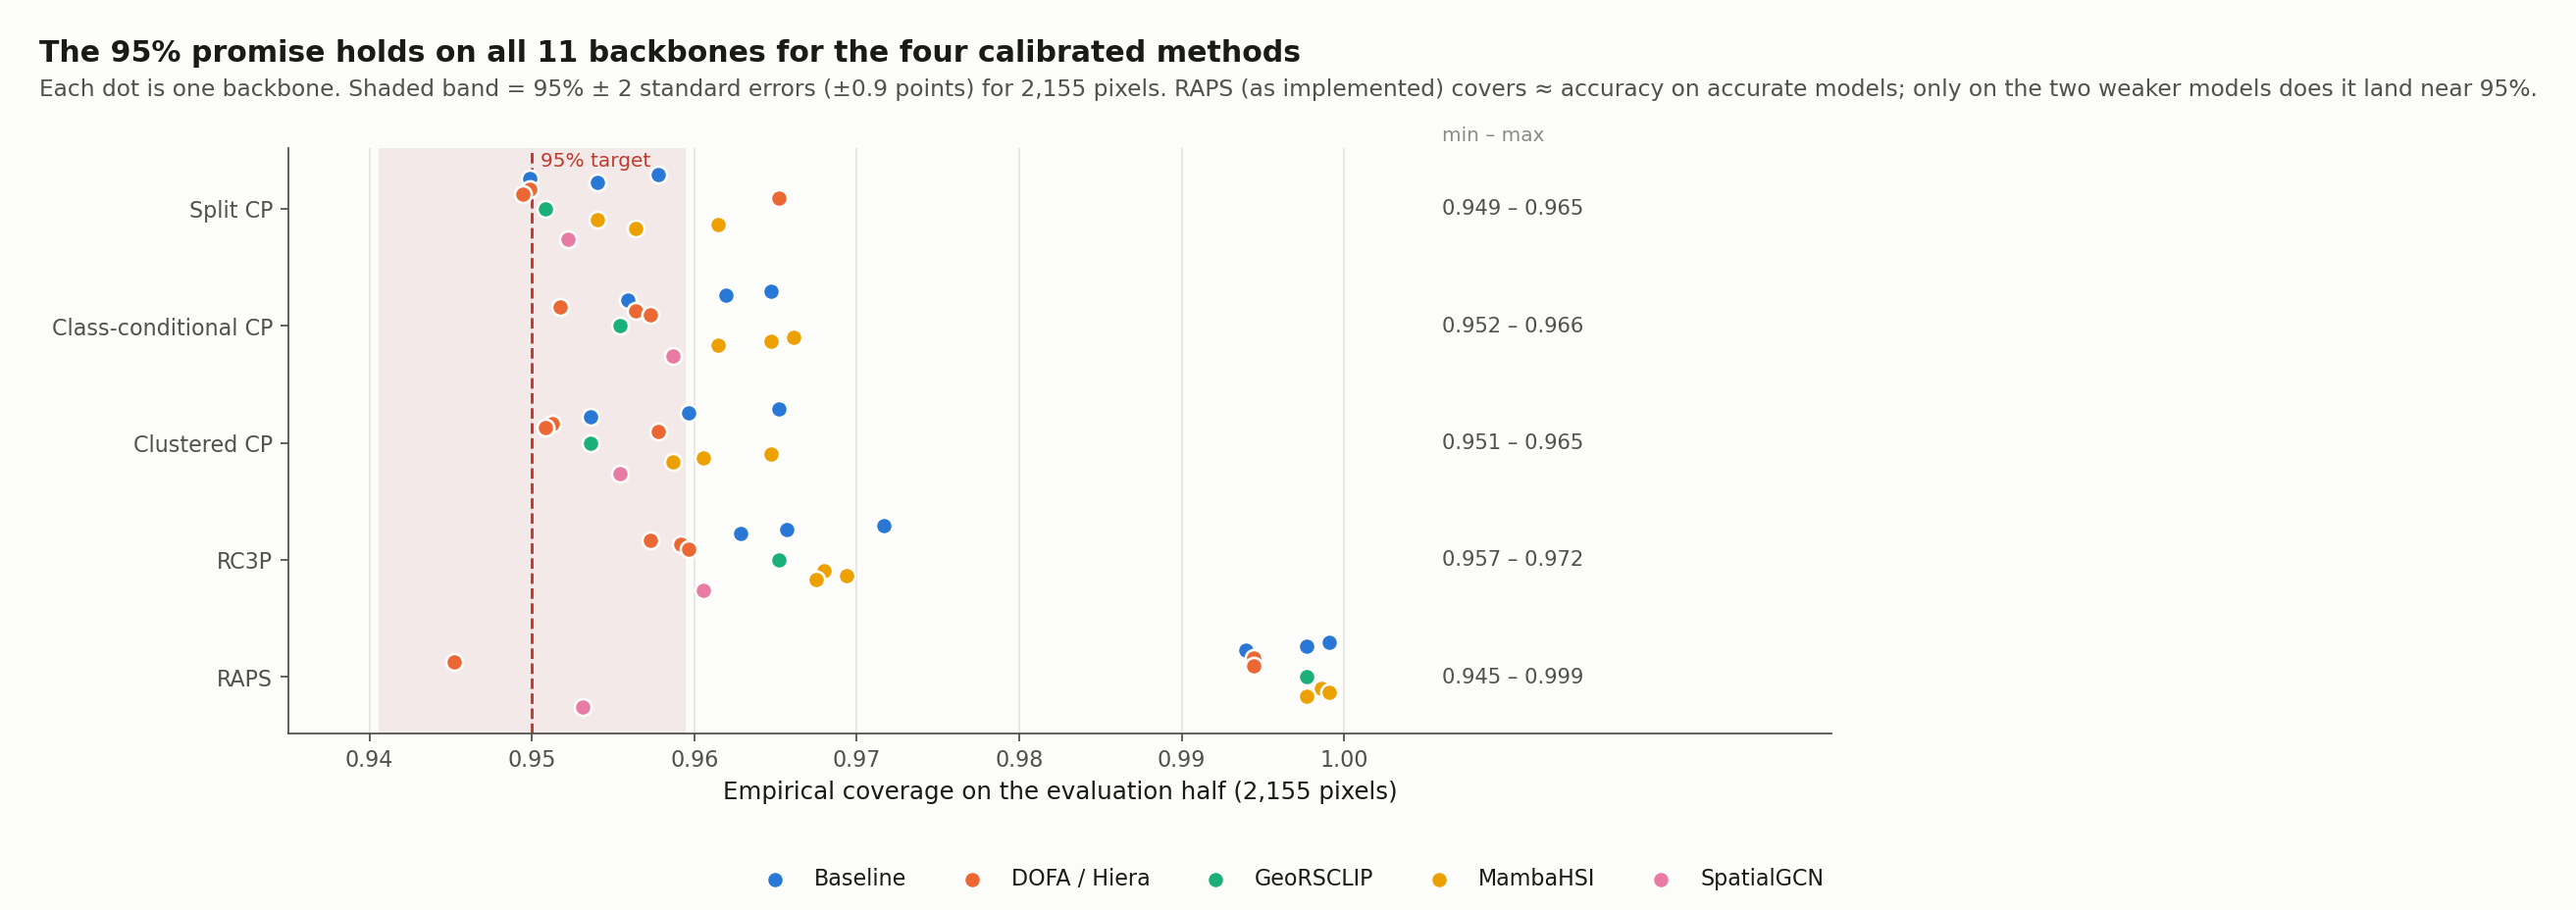 The 95% promise holds on all 11 backbones for the four calibrated methods
Each dot is one backbone. Shaded band = 95% ± 2 standard errors (±0.9 points) for 2,155 pixels. RAPS (as implemented) covers ≈ accuracy on accurate models; only on the two weaker models does it land near 95%.
min – max
95% target
Split CP
0.949 – 0.965
Class-conditional CP
0.952 – 0.966
Clustered CP
0.951 – 0.965
RC3P
0.957 – 0.972
RAPS
0.945 – 0.999
0.94 0.95 0.96 0.97 0.98 0.99 1.00
Empirical coverage on the evaluation half (2,155 pixels)
Baseline DOFA / Hiera GeoRSCLIP MambaHSI SpatialGCN